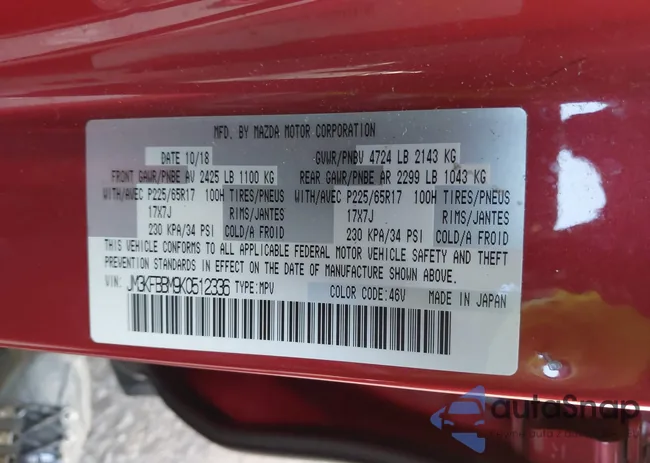 MFD. BY MAZDA MOTOR CORPORATION
DATE 10/18 GVWR/PNBV 4724 LB 2143 KG
FRONT GAWR/PNBE AV 2425 LB 1100 KG REAR GAWR/PNBE AR 2299 LB 1043 KG
WITH/AVEC P225/65R17 100H TIRES/PNEUS WITH/AVEC P225/65R17 100H TIRES/PNEUS
17X7J RIMS/JANTES 17X7J RIMS/JANTES
230 KPA/34 PSI COLD/A FROID 230 KPA/34 PSI COLD/A FROID
THIS VEHICLE CONFORMS TO ALL APPLICABLE FEDERAL MOTOR VEHICLE SAFETY AND THEFT
PREVENTION STANDARDS IN EFFECT ON THE DATE OF MANUFACTURE SHOWN ABOVE.
VIN: JM3KFBBM9K0512336 TYPE:MPV COLOR CODE:46V MADE IN JAPAN
autaSnap